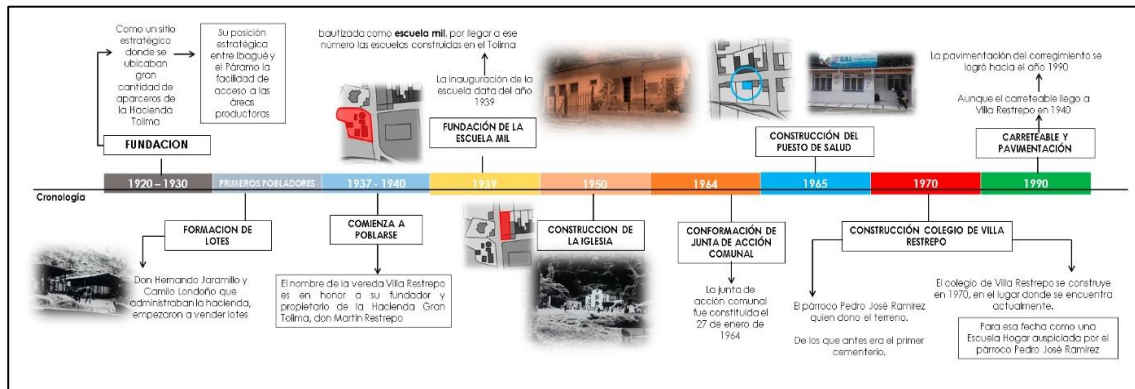 Como un sitio
estratégico
donde se
ubicaban
gran
cantidad de
aparceros de
la Hacienda
Tolima
Su posición
estratégica
entre Ibagué y
el Páramo la
facilidad de
acceso a las
áreas
productoras
FUNDACION
bautizada como escuela mil, por llegar a ese
número las escuelas construidas en el Tolima
La inauguración de la
escuela data del año
1939
FUNDACIÓN DE LA
ESCUELA MIL
CONSTRUCCIÓN DEL
PUESTO DE SALUD
La pavimentación del corregimiento se
logró hacia el año 1990
Aunque el carreteable llego a
Villa Restrepo en 1940
CARRETEABLE Y
PAVIMENTACIÓN
Cronología
1920 – 1930
PRIMEROS POBLADORES
1937 - 1940
1939
1950
1964
1965
1970
1990
FORMACION DE
LOTES
Don Hernando Jaramillo y
Camilo Londoño que
administraban la hacienda,
empezaron a vender lotes
COMIENZA A
POBLARSE
El nombre de la vereda Villa Restrepo
es en honor a su fundador y
propietario de la Hacienda Gran
Tolima, don Martín Restrepo
CONSTRUCCION DE
LA IGLESIA
CONFORMACIÓN DE
JUNTA DE ACCIÓN
COMUNAL
La junta de
acción comunal
fue constituida el
27 de enero de
1964
CONSTRUCCIÓN COLEGIO DE VILLA
RESTREPO
El párroco Pedro José Ramírez
quien dono el terreno.
De los que antes era el primer
cementerio.
El colegio de Villa Restrepo se construye
en 1970, en el lugar donde se encuentra
actualmente.
Para esa fecha como una
Escuela Hogar auspiciada por el
párroco Pedro José Ramírez